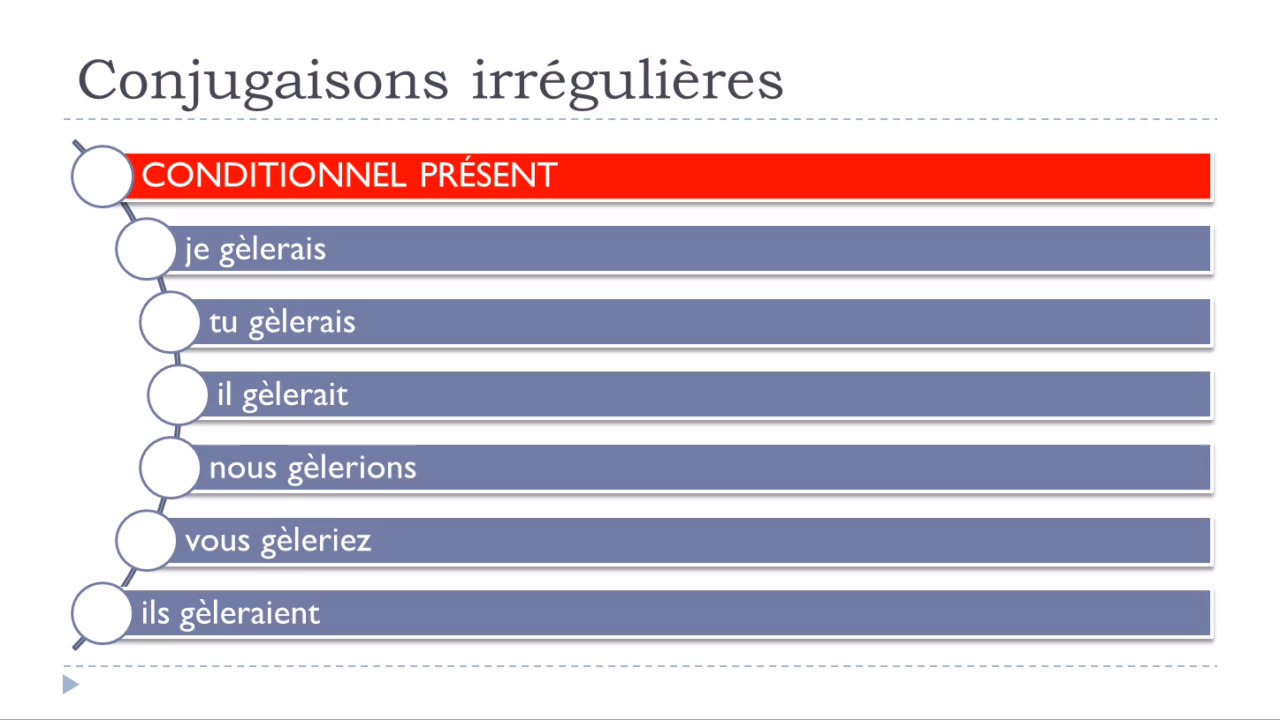 Conjugaisons irrégulières
CONDITIONNEL PRÉSENT
je gèlerais
tu gèlerais
il gèlerait
nous gèlerions
vous gèleriez
ils gèleraient